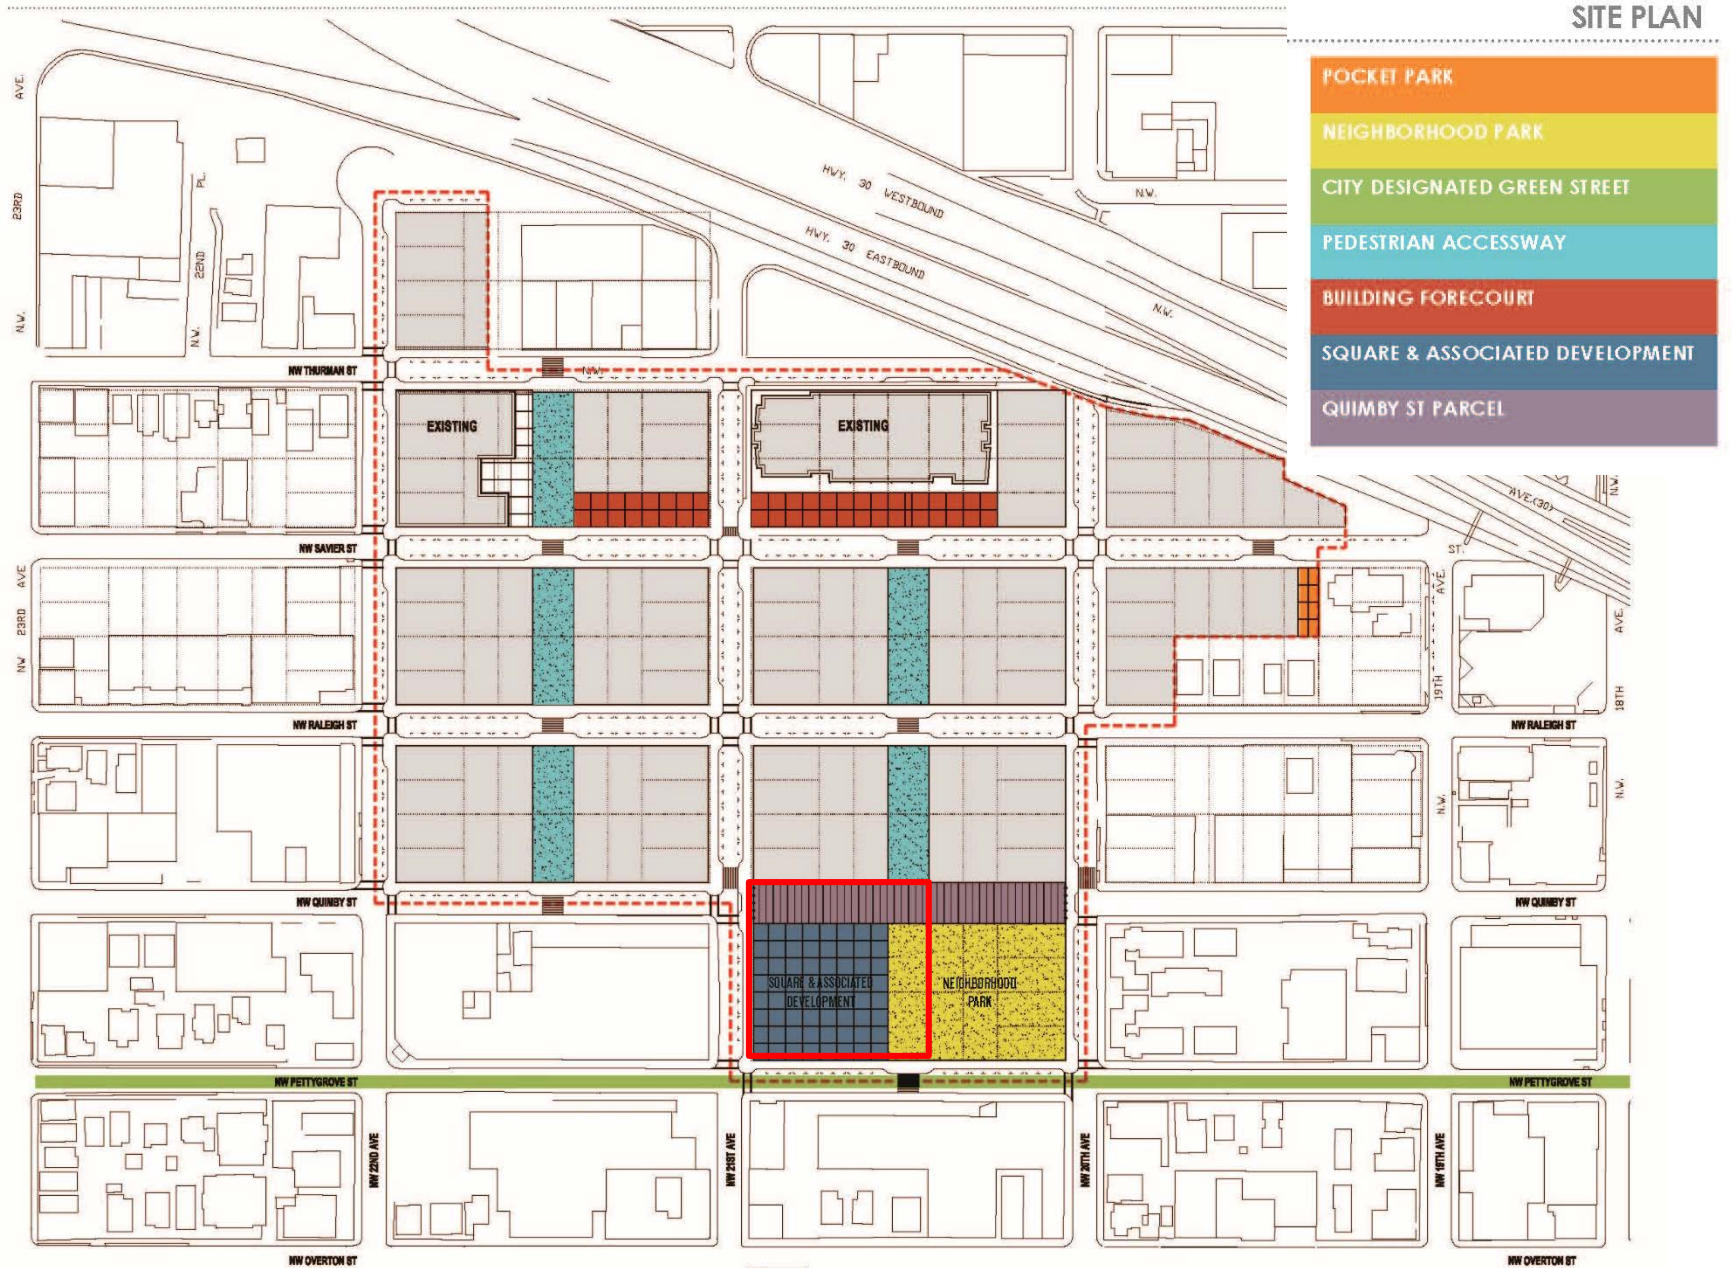 SITE PLAN
POCKET PARK
NEIGHBORHOOD PARK
CITY DESIGNATED GREEN STREET
PEDESTRIAN ACCESSWAY
BUILDING FORECOURT
SQUARE & ASSOCIATED DEVELOPMENT
QUIMBY ST PARCEL
AVE.
23RD
N.W.
PL.
22ND
N.W.
HWY. 30 WESTBOUND
HWY. 30 EASTBOUND
N.W.
N.W.
NW THURMAN ST
N.W.
EXISTING
EXISTING
AVE.(30)
N.W.
NW SAVIER ST
ST.
AVE
23RD
NW
AVE.
19TH
N.W.
AVE.
18TH
N.W.
NW RALEIGH ST
NW RALEIGH ST
NW QUIMBY ST
NW QUIMBY ST
SQUARE & ASSOCIATED
DEVELOPMENT
NEIGHBORHOOD
PARK
NW PETTYGROVE ST
NW PETTYGROVE ST
NW 22ND AVE
NW 21ST AVE
NW 20TH AVE
NW 19TH AVE
NW OVERTON ST
NW OVERTON ST